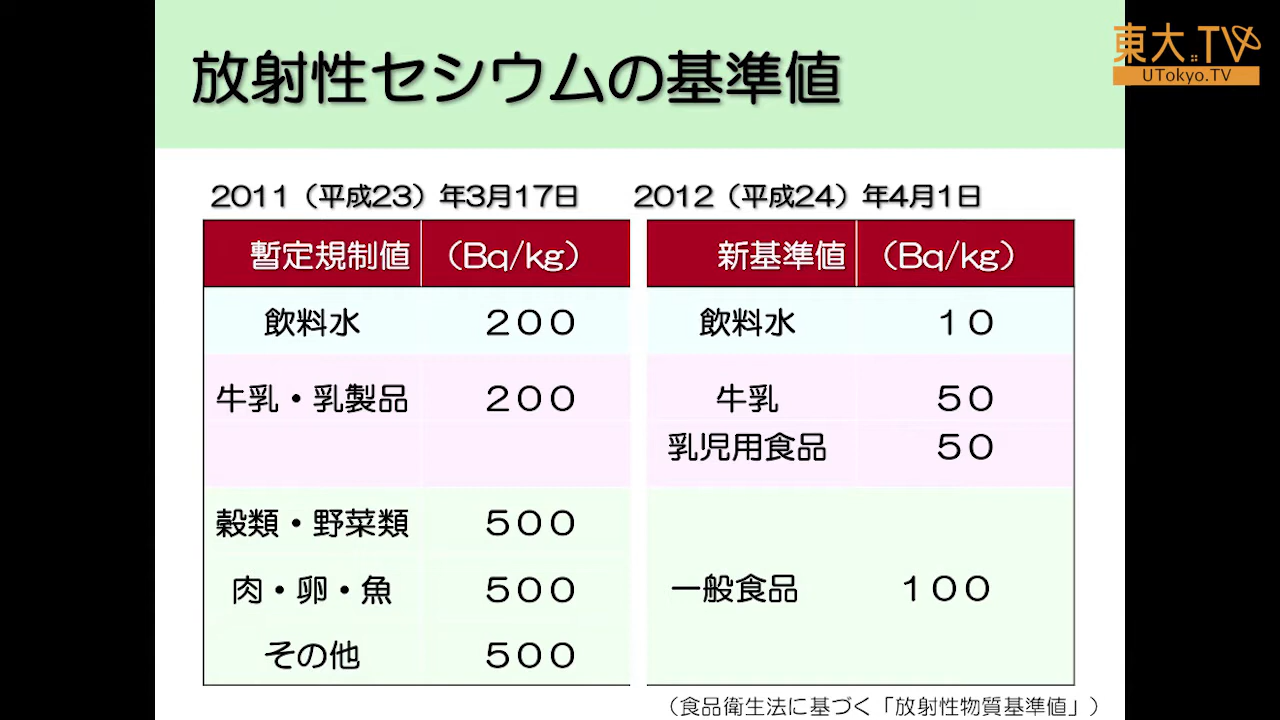 東大.TV
UTokyo.TV
放射性セシウムの基準値
2011（平成23）年3月17日
暫定規制値 （Bq/kg）
飲料水 200
牛乳・乳製品 200
穀類・野菜類 500
肉・卵・魚 500
その他 500
2012（平成24）年4月1日
新基準値 （Bq/kg）
飲料水 10
牛乳 50
乳児用食品 50
一般食品 100
（食品衛生法に基づく「放射性物質基準値」）